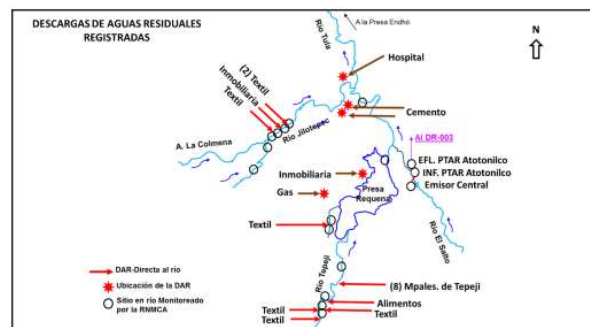 DESCARGAS DE AGUAS RESIDUALES
REGISTRADAS
A la Presa Endhó
N
Río Tula
Hospital
(2) Textil
Inmobiliaria
Textil
Cemento
Río Jilotepec
A. La Colmena
Al DR-003
EFL. PTAR Atotonilco
INF. PTAR Atotonilco
Emisor Central
Inmobiliaria
Presa
Requena
Gas
Textil
Río El Salto
Río Tepeji
(8) Mpales. de Tepeji
Alimentos
Textil
Textil
Textil
DAR-Directa al río
Ubicación de la DAR
Sitio en río Monitoreado
por la RNMCA